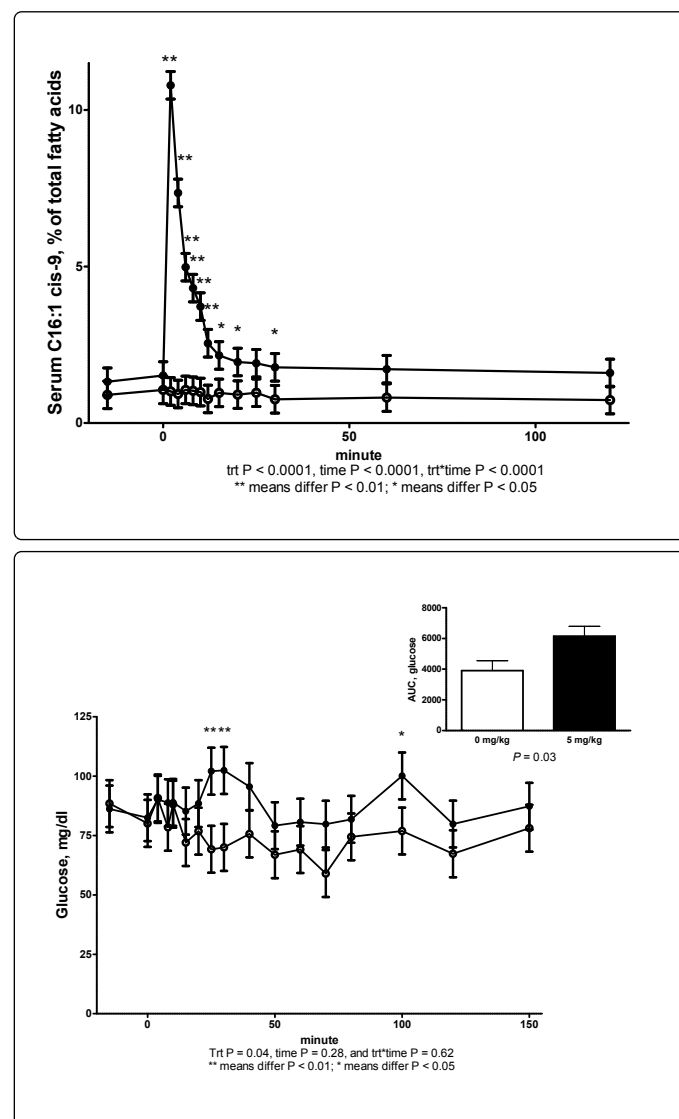 **
Serum C16:1 cis-9, % of total fatty acids
10
**
**
**
**
**
5
*
*
*
0
0
50
100
minute
trt P < 0.0001, time P < 0.0001, trt*time P < 0.0001
** means differ P < 0.01; * means differ P < 0.05
8000
6000
4000
2000
0
AUC, glucose
0 mg/kg
5 mg/kg
P = 0.03
125
100
75
50
25
0
Glucose, mg/dl
** **
*
0
50
100
150
minute
Trt P = 0.04, time P = 0.28, and trt*time P = 0.62
** means differ P < 0.01; * means differ P < 0.05